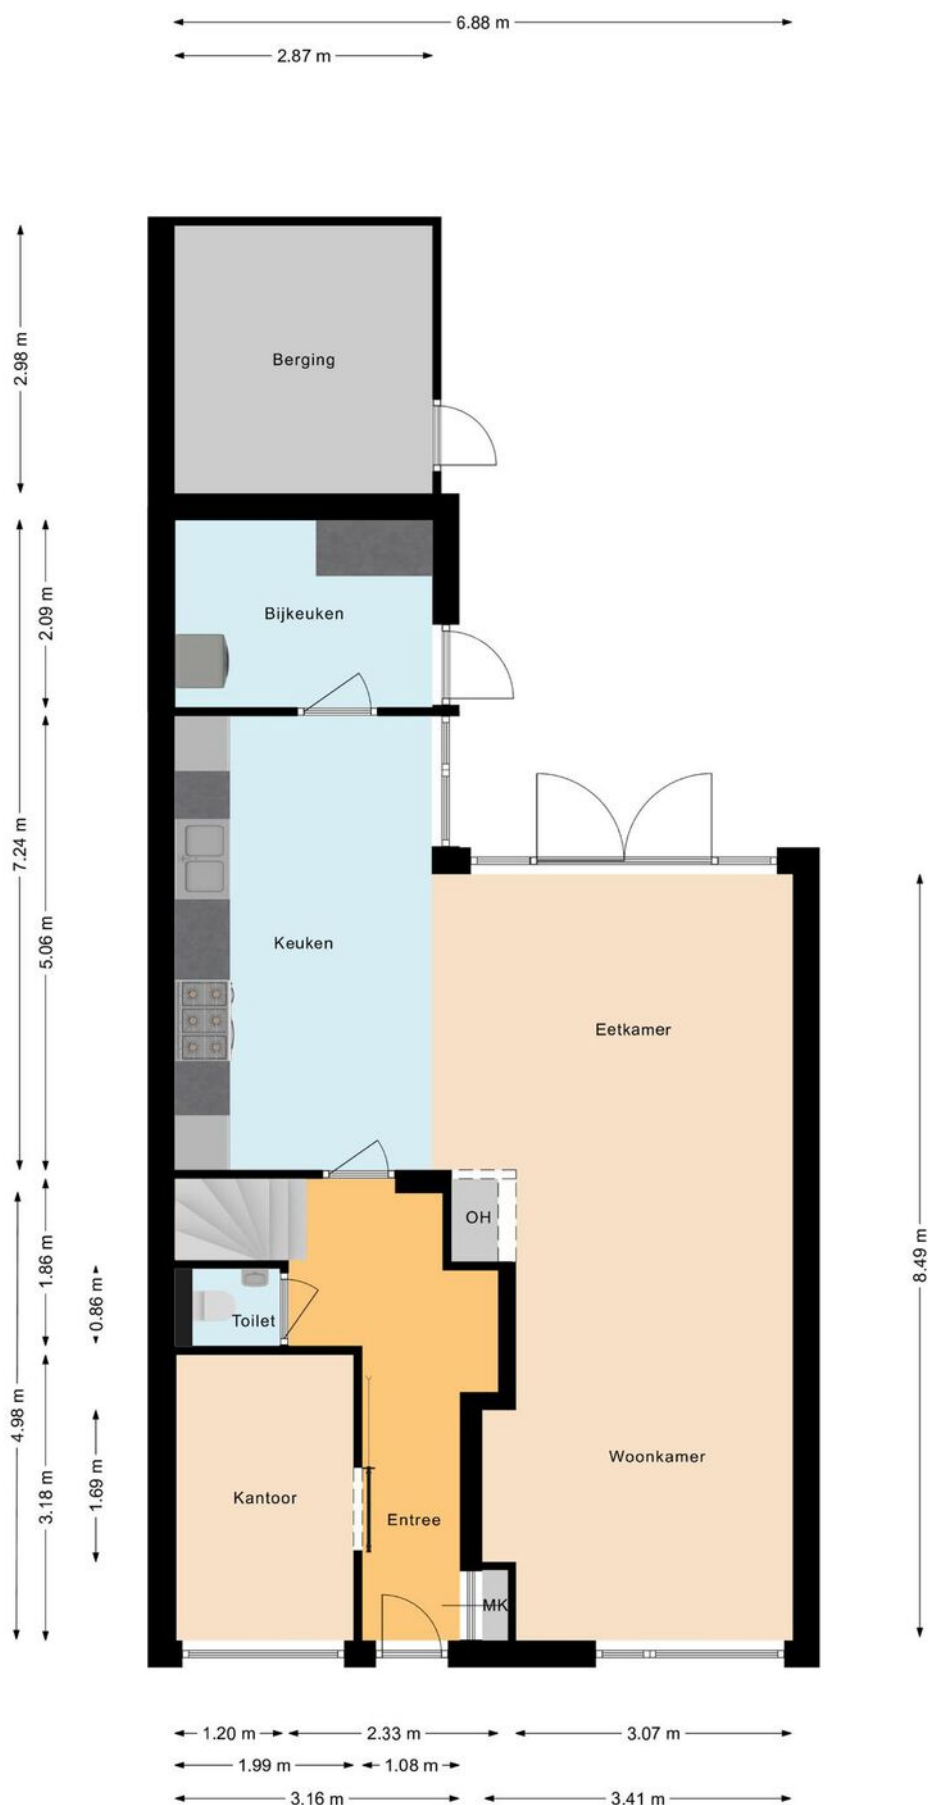 6.88 m
2.87 m
2.98 m
Berging
2.09 m
Bijkeuken
7.24 m
5.06 m
Keuken
Eetkamer
8.49 m
1.86 m
OH
0.86 m
Toilet
4.98 m
3.18 m
1.69 m
Kantoor
Entree
Woonkamer
MK
1.20 m
2.33 m
3.07 m
1.99 m
1.08 m
3.16 m
3.41 m